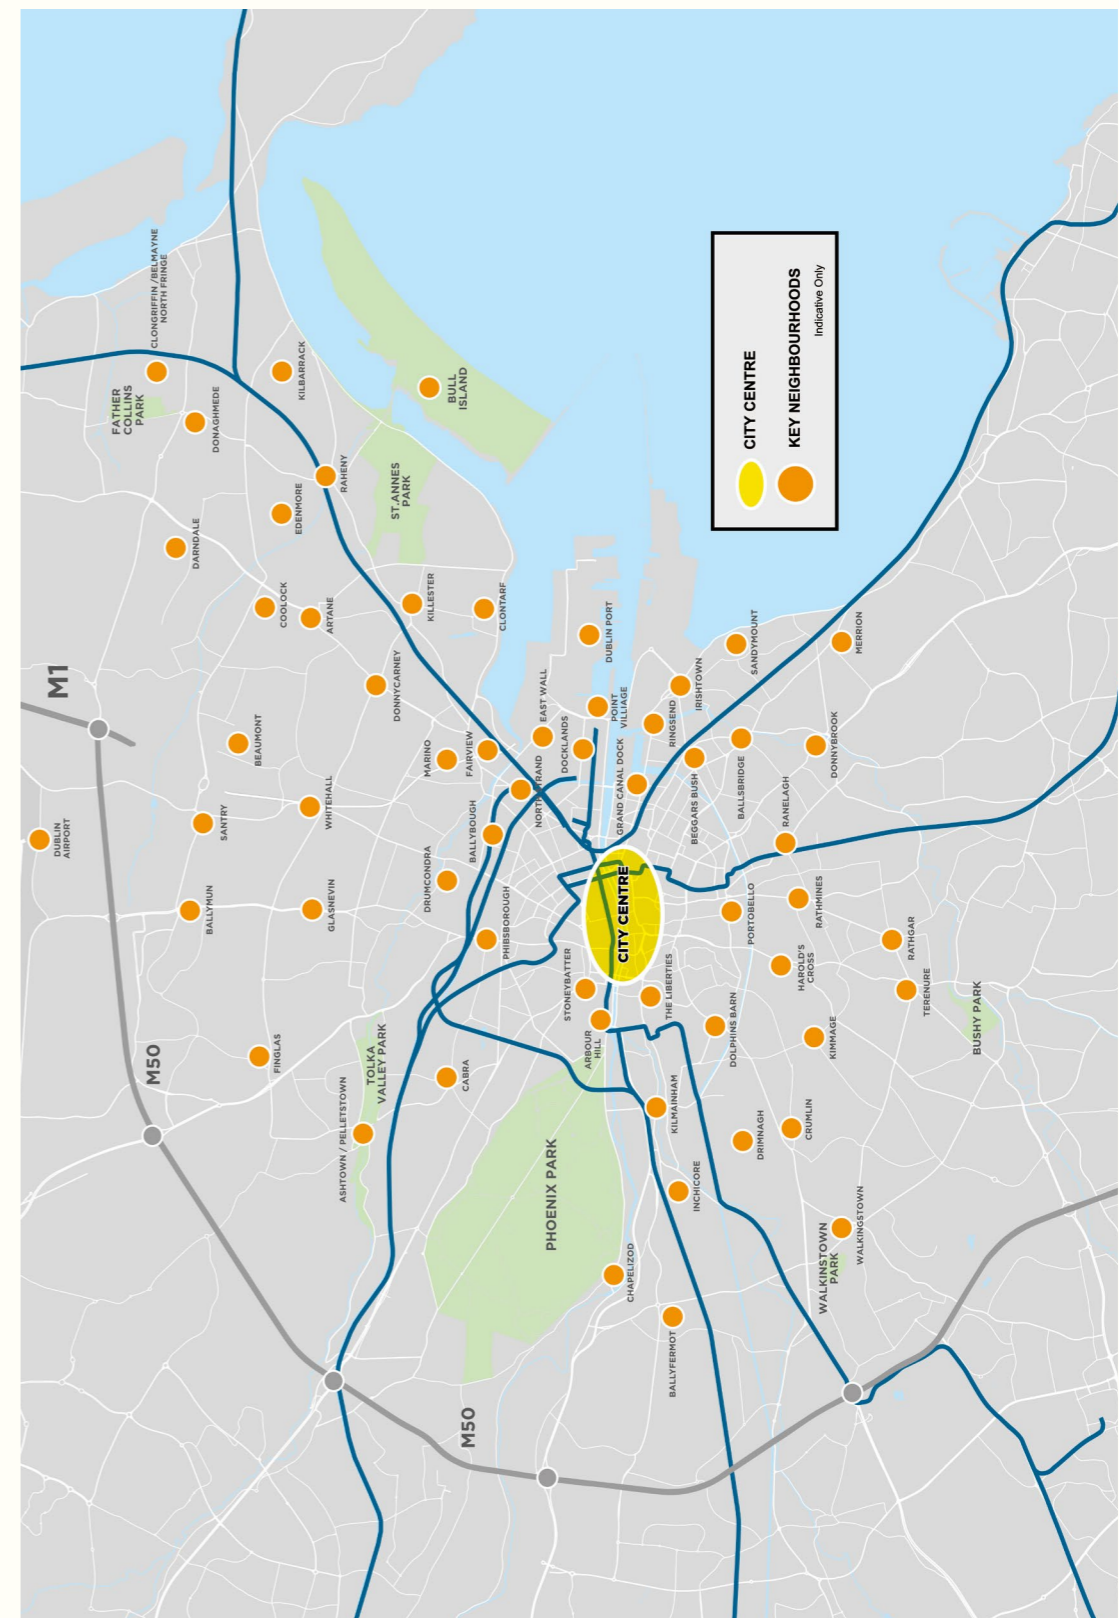 DUBLIN
AIRPORT
M1
FATHER
COLLINS
PARK
M50
CLONGRIFFIN /BELMAYNE
NORTH FRINGE
DARNDALE
BALLYMUN
DONAGHMEDE
SANTRY
BEAUMONT
FINGLAS
COOLOCK
EDENMORE
KILBARRACK
GLASNEVIN
WHITEHALL
ARTANE
RAHENY
ASHTOWN / PELLETSTOWN
TOLKA
VALLEY PARK
DONNYCARNEY
ST.ANNES
PARK
DRUMCONDRA
MARINO
KILLESTER
BULL
ISLAND
M50
CABRA
BALLYBOUGH
FAIRVIEW
CLONTARF
PHIBSBOROUGH
NORTH STRAND
EAST WALL
PHOENIX PARK
STONEYBATTER
DOCKLANDS
ARBOUR
HILL
DUBLIN PORT
POINT
VILLIAGE
CITY CENTRE
GRAND CANAL DOCK
CHAPELIZOD
THE LIBERTIES
RINGSEND
KILMAINHAM
BALLYFERMOT
INCHICORE
BEGGARS BUSH
IRISHTOWN
DOLPHINS BARN
BALLSBRIDGE
SANDYMOUNT
PORTOBELLO
DRIMNAGH
RANELAGH
HAROLD'S
CROSS
CRUMLIN
RATHMINES
DONNYBROOK
KIMMAGE
WALKINSTOWN
PARK
WALKINGSTOWN
MERRION
RATHGAR
TERENURE
BUSHY PARK
CITY CENTRE
KEY NEIGHBOURHOODS
Indicative Only